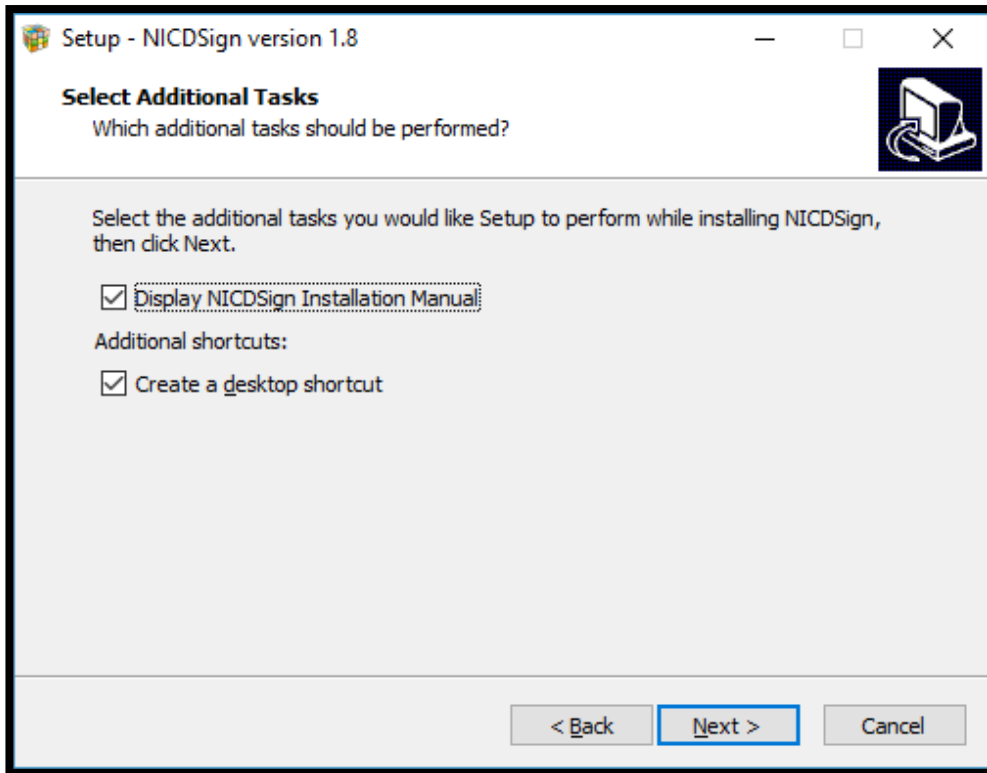 Setup - NICDSign version 1.8
Select Additional Tasks
Which additional tasks should be performed?
Select the additional tasks you would like Setup to perform while installing NICDSign,
then click Next.
Display NICDSign Installation Manual
Additional shortcuts:
Create a desktop shortcut
< Back Next > Cancel